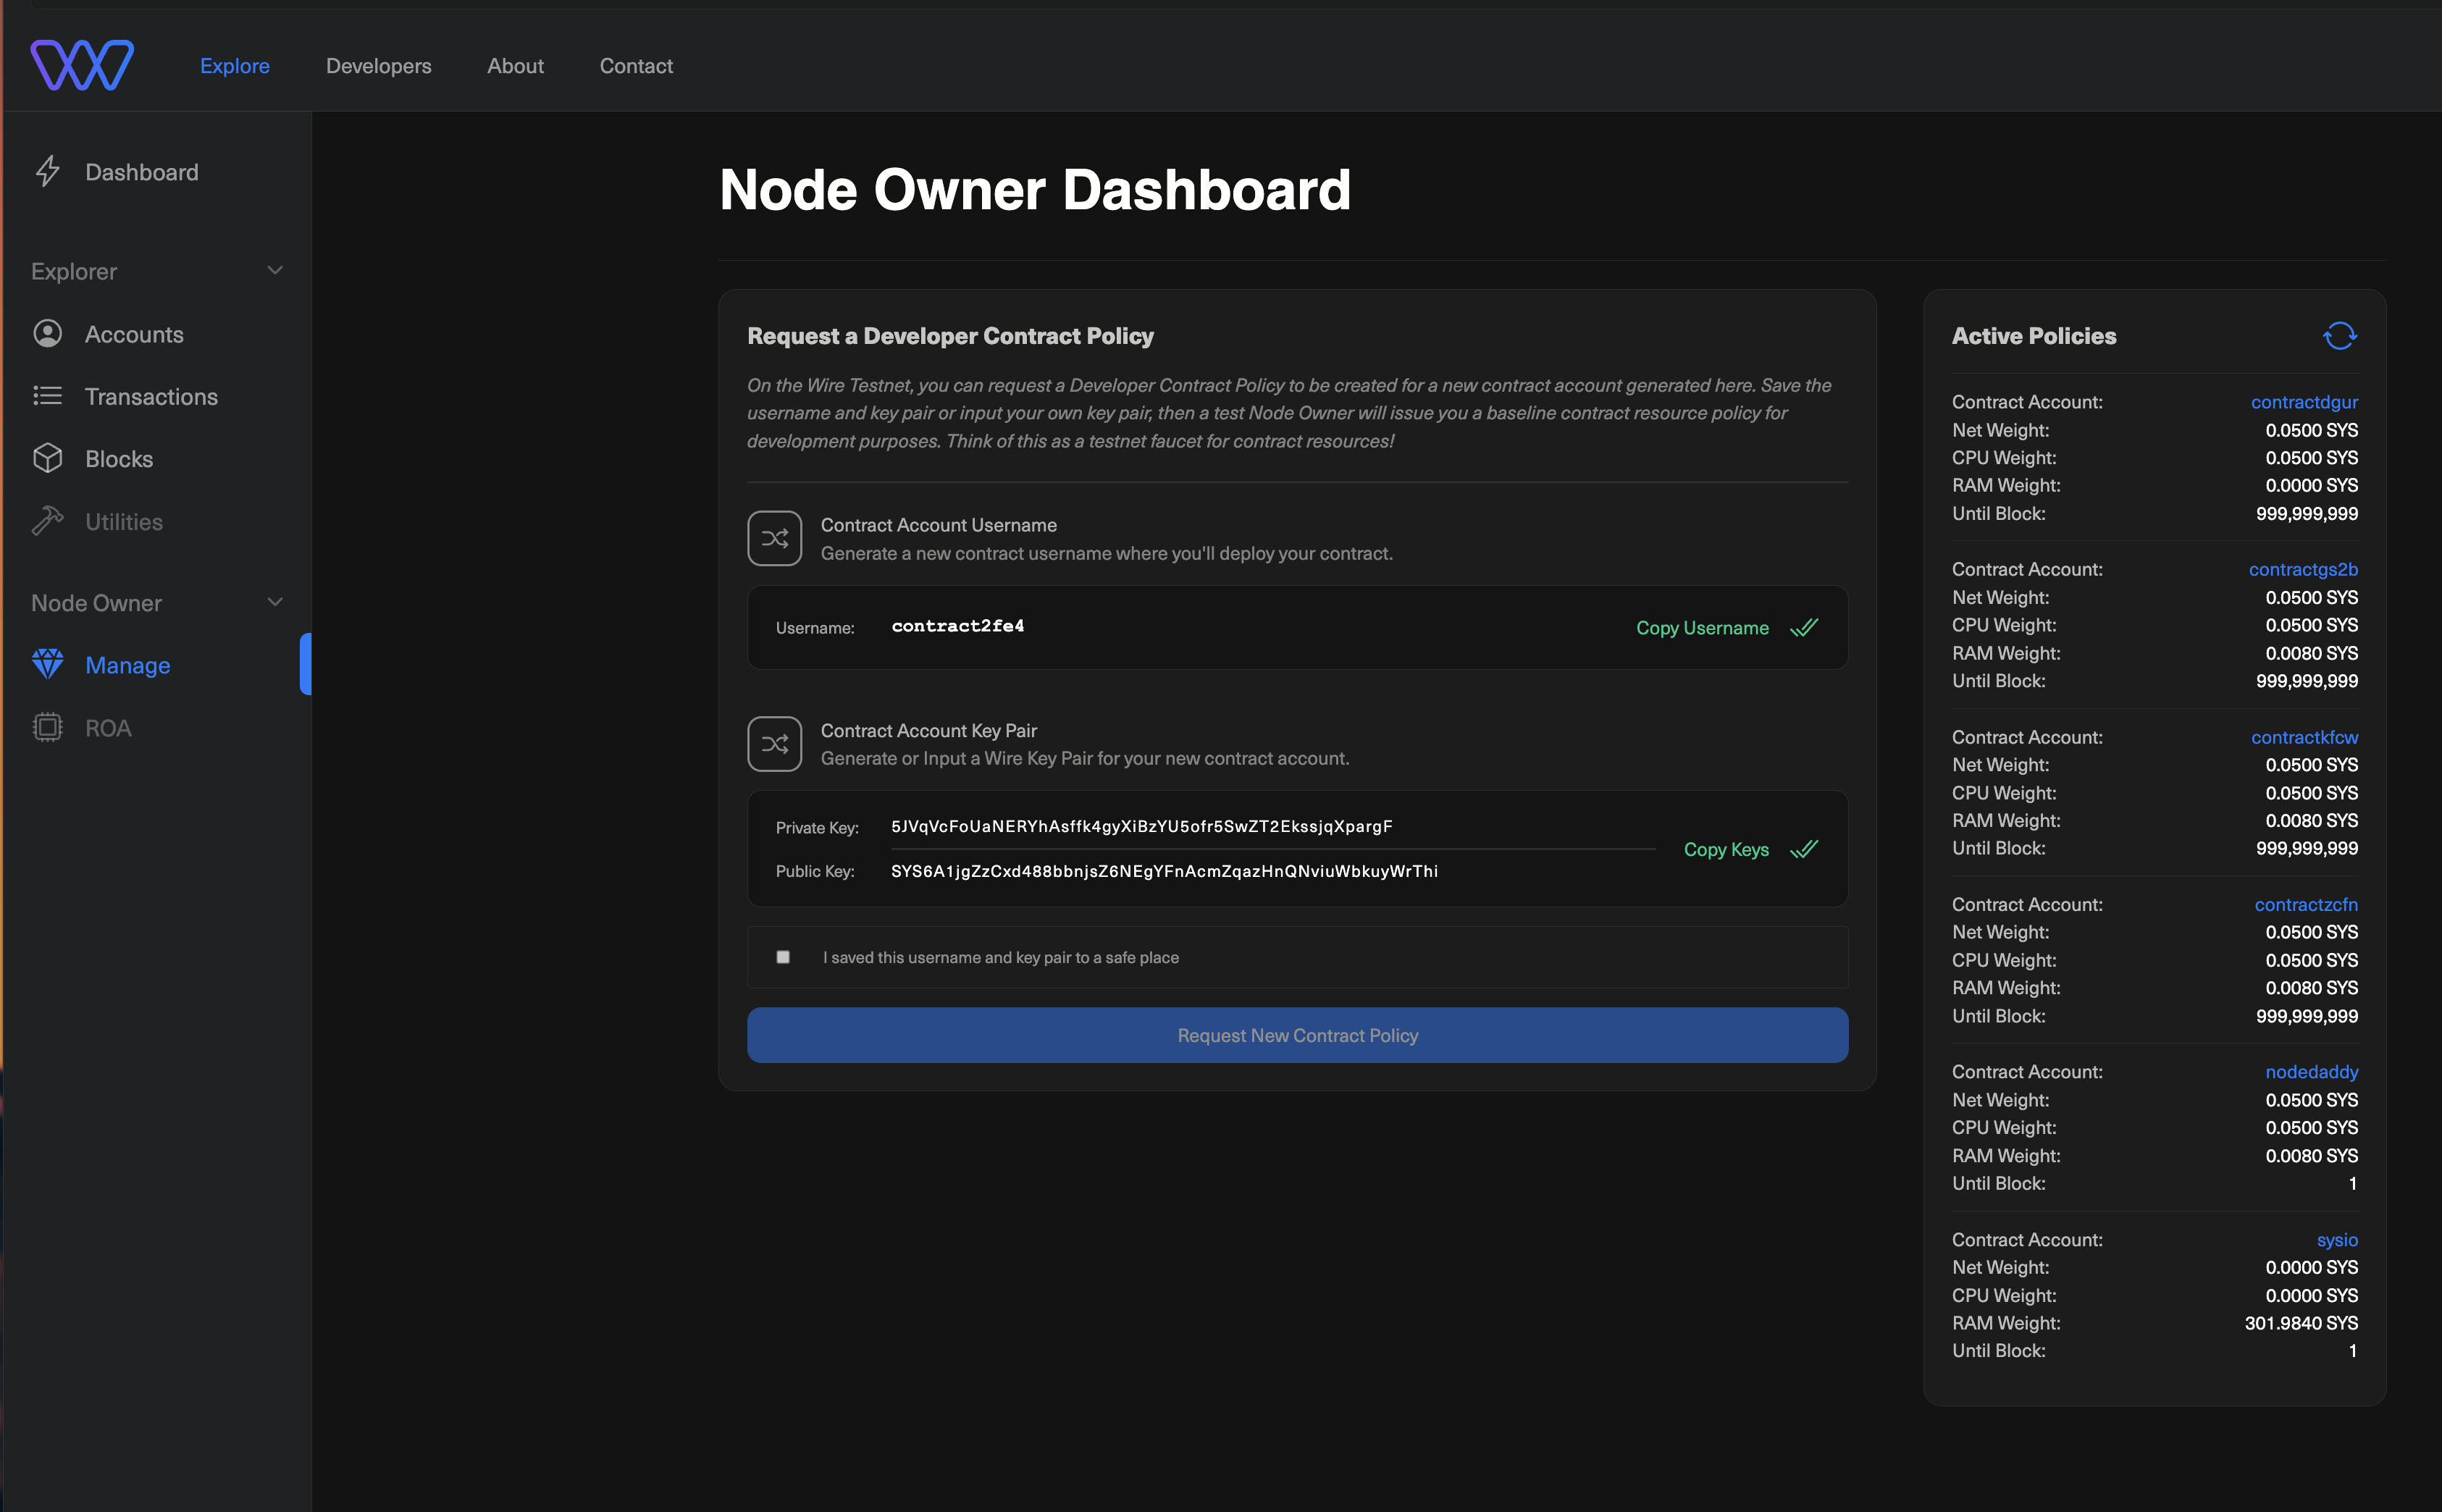 Explore
Developers
About
Contact
Dashboard
Explorer
Accounts
Transactions
Blocks
Utilities
Node Owner
Manage
ROA
Node Owner Dashboard
Request a Developer Contract Policy
On the Wire Testnet, you can request a Developer Contract Policy to be created for a new contract account generated here. Save the
username and key pair or input your own key pair, then a test Node Owner will issue you a baseline contract resource policy for
development purposes. Think of this as a testnet faucet for contract resources!
Contract Account Username
Generate a new contract username where you'll deploy your contract.
Username: contract2fe4 Copy Username
Contract Account Key Pair
Generate or Input a Wire Key Pair for your new contract account.
Private Key: 5JVqVcFoUaNERYhAsffk4gyXiBzYU5ofr5SwZT2EkssjqXpargF
Copy Keys
Public Key: SYS6A1jgZzCxd488bbnjsZ6NEgYFnAcmZqazHnQNviuWbkuyWrThi
I saved this username and key pair to a safe place
Request New Contract Policy
Active Policies
Contract Account: contractdgur
Net Weight: 0.0500 SYS
CPU Weight: 0.0500 SYS
RAM Weight: 0.0000 SYS
Until Block: 999,999,999
Contract Account: contractgs2b
Net Weight: 0.0500 SYS
CPU Weight: 0.0500 SYS
RAM Weight: 0.0080 SYS
Until Block: 999,999,999
Contract Account: contractkfcw
Net Weight: 0.0500 SYS
CPU Weight: 0.0500 SYS
RAM Weight: 0.0080 SYS
Until Block: 999,999,999
Contract Account: contractzcfn
Net Weight: 0.0500 SYS
CPU Weight: 0.0500 SYS
RAM Weight: 0.0080 SYS
Until Block: 999,999,999
Contract Account: nodedaddy
Net Weight: 0.0500 SYS
CPU Weight: 0.0500 SYS
RAM Weight: 0.0080 SYS
Until Block: 1
Contract Account: sysio
Net Weight: 0.0000 SYS
CPU Weight: 0.0000 SYS
RAM Weight: 301.9840 SYS
Until Block: 1